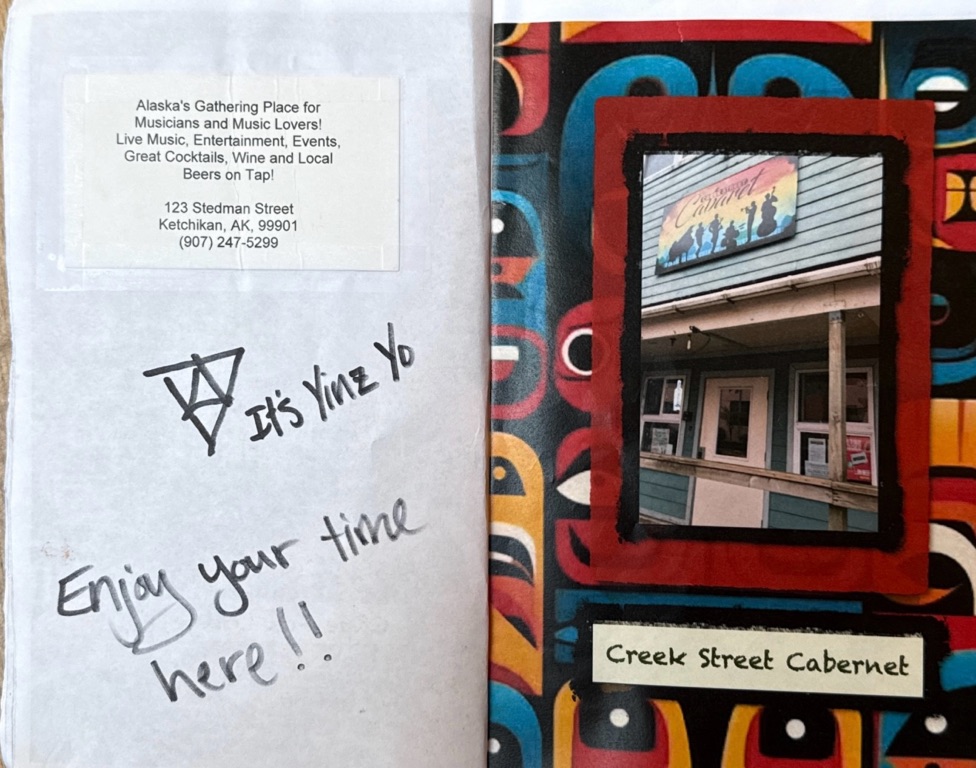 Alaska's Gathering Place for
Musicians and Music Lovers!
Live Music, Entertainment, Events,
Great Cocktails, Wine and Local
Beers on Tap!
123 Stedman Street
Ketchikan, AK, 99901
(907) 247-5299
It's Yinz Yo
Enjoy your time
here!!
Cabaret
Creek Street Cabernet